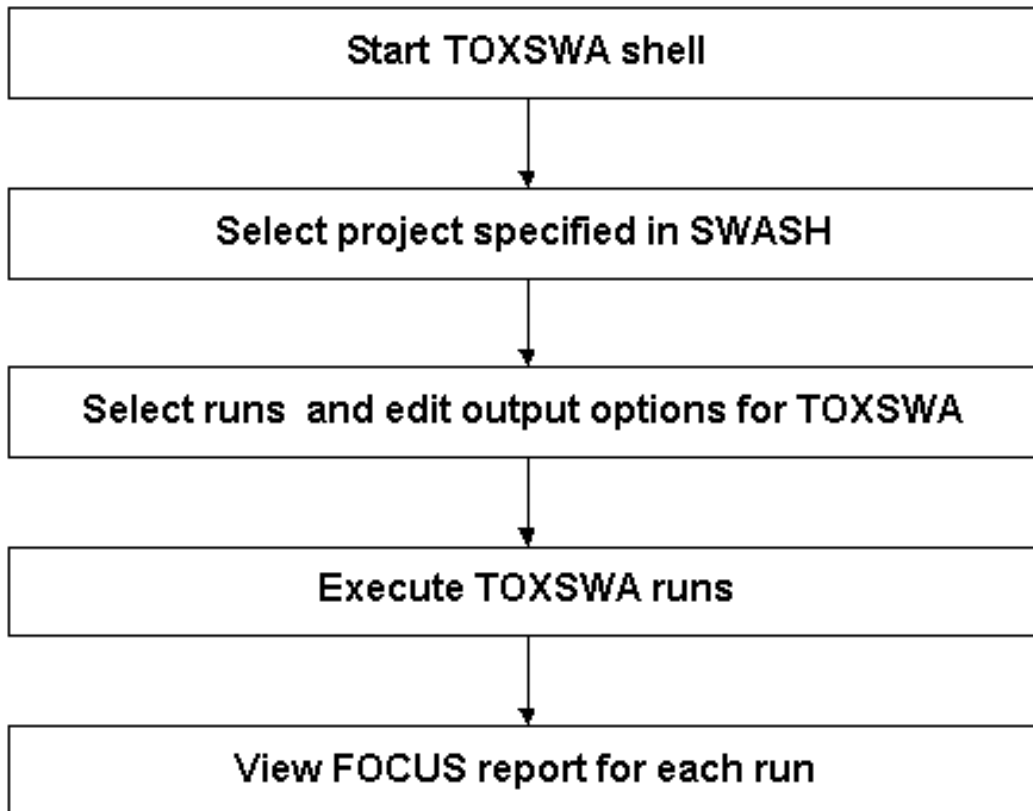 Start TOXSWA shell
Select project specified in SWASH
Select runs  and edit output options for TOXSWA
Execute TOXSWA runs
View FOCUS report for each run